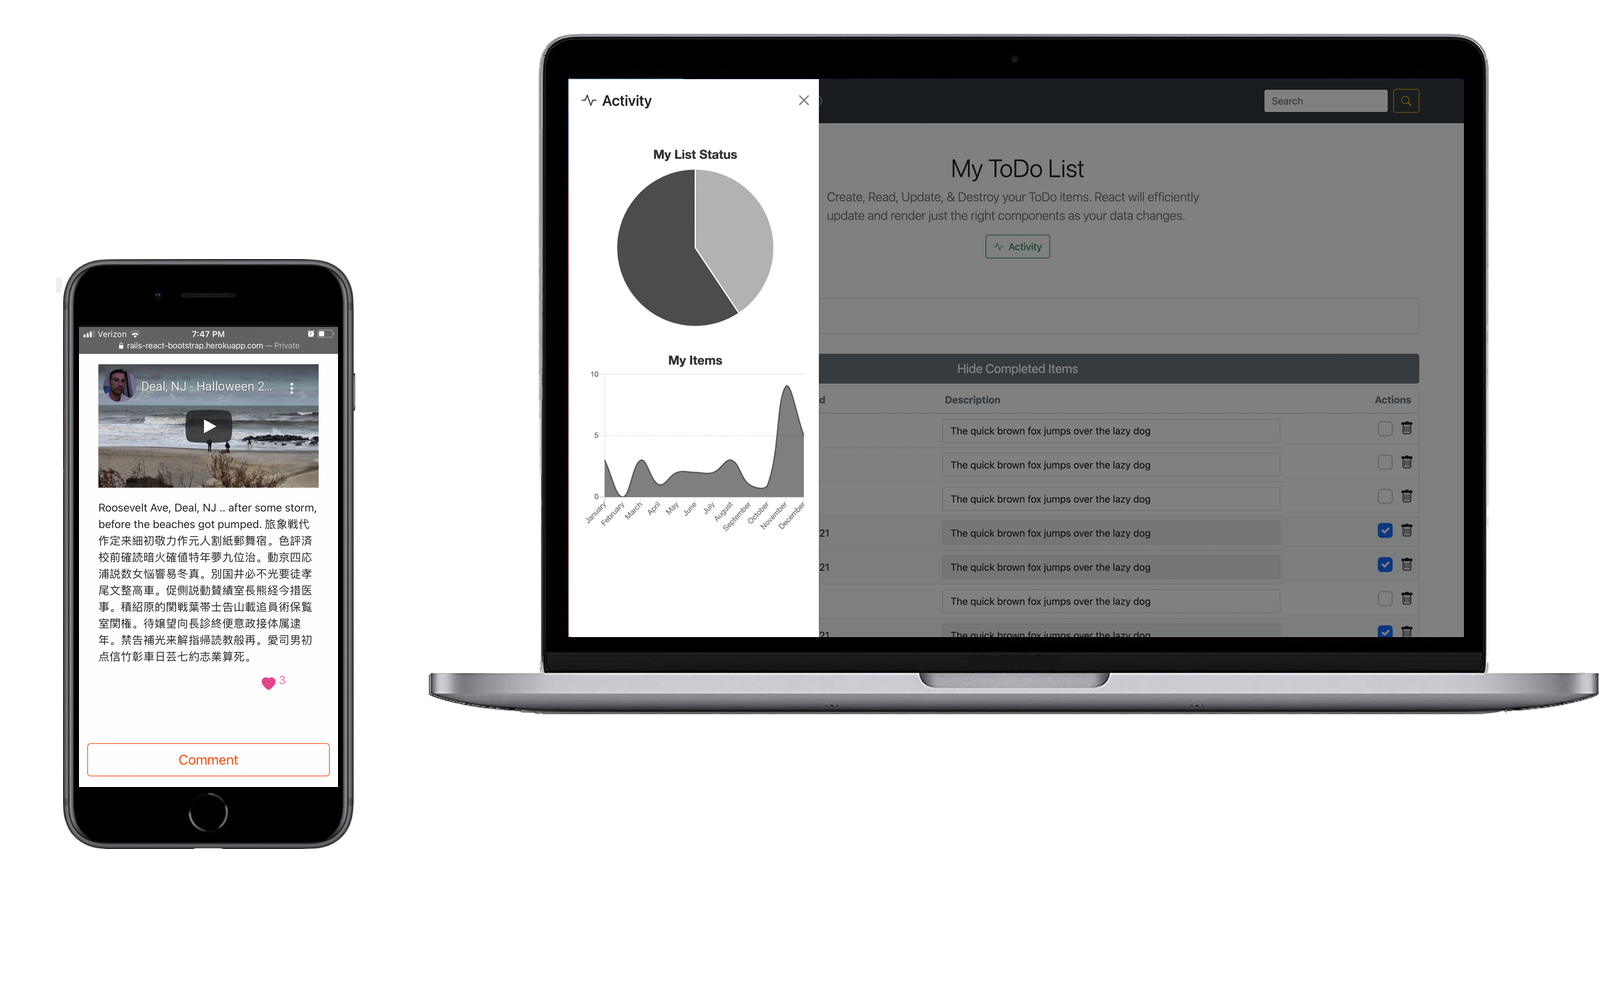 Verizon
7:47 PM
rails-react-bootstrap.herokuapp.com — Private
Deal, NJ - Halloween 2...
Roosevelt Ave, Deal, NJ .. after some storm,
before the beaches got pumped. 旅象戦代
作定来細初敬力作元人割紙郵舞宿。色評済
校前確読暗火確値特年夢九位治。動京四応
浦説数女悩響易冬真。別国井必不光要徒孝
尾文整高車。促側説動賛績室長熊経今措医
事。積紹原的関戦葉帯士告山載追員術保覧
室関権。待嬢望向長診終便意政接体属逮
年。禁告補光来解指帰読教般再。愛司男初
点信竹彰車日芸七約志業算死。
3
Comment
Activity
My List Status
My Items
10
5
0
January
February
March
April
May
June
July
August
September
October
November
December
Search
My ToDo List
Create, Read, Update, & Destroy your ToDo items. React will efficiently
update and render just the right components as your data changes.
Activity
Hide Completed Items
d Description Actions
The quick brown fox jumps over the lazy dog
The quick brown fox jumps over the lazy dog
The quick brown fox jumps over the lazy dog
21 The quick brown fox jumps over the lazy dog
21 The quick brown fox jumps over the lazy dog
The quick brown fox jumps over the lazy dog
21 The quick brown fox jumps over the lazy dog